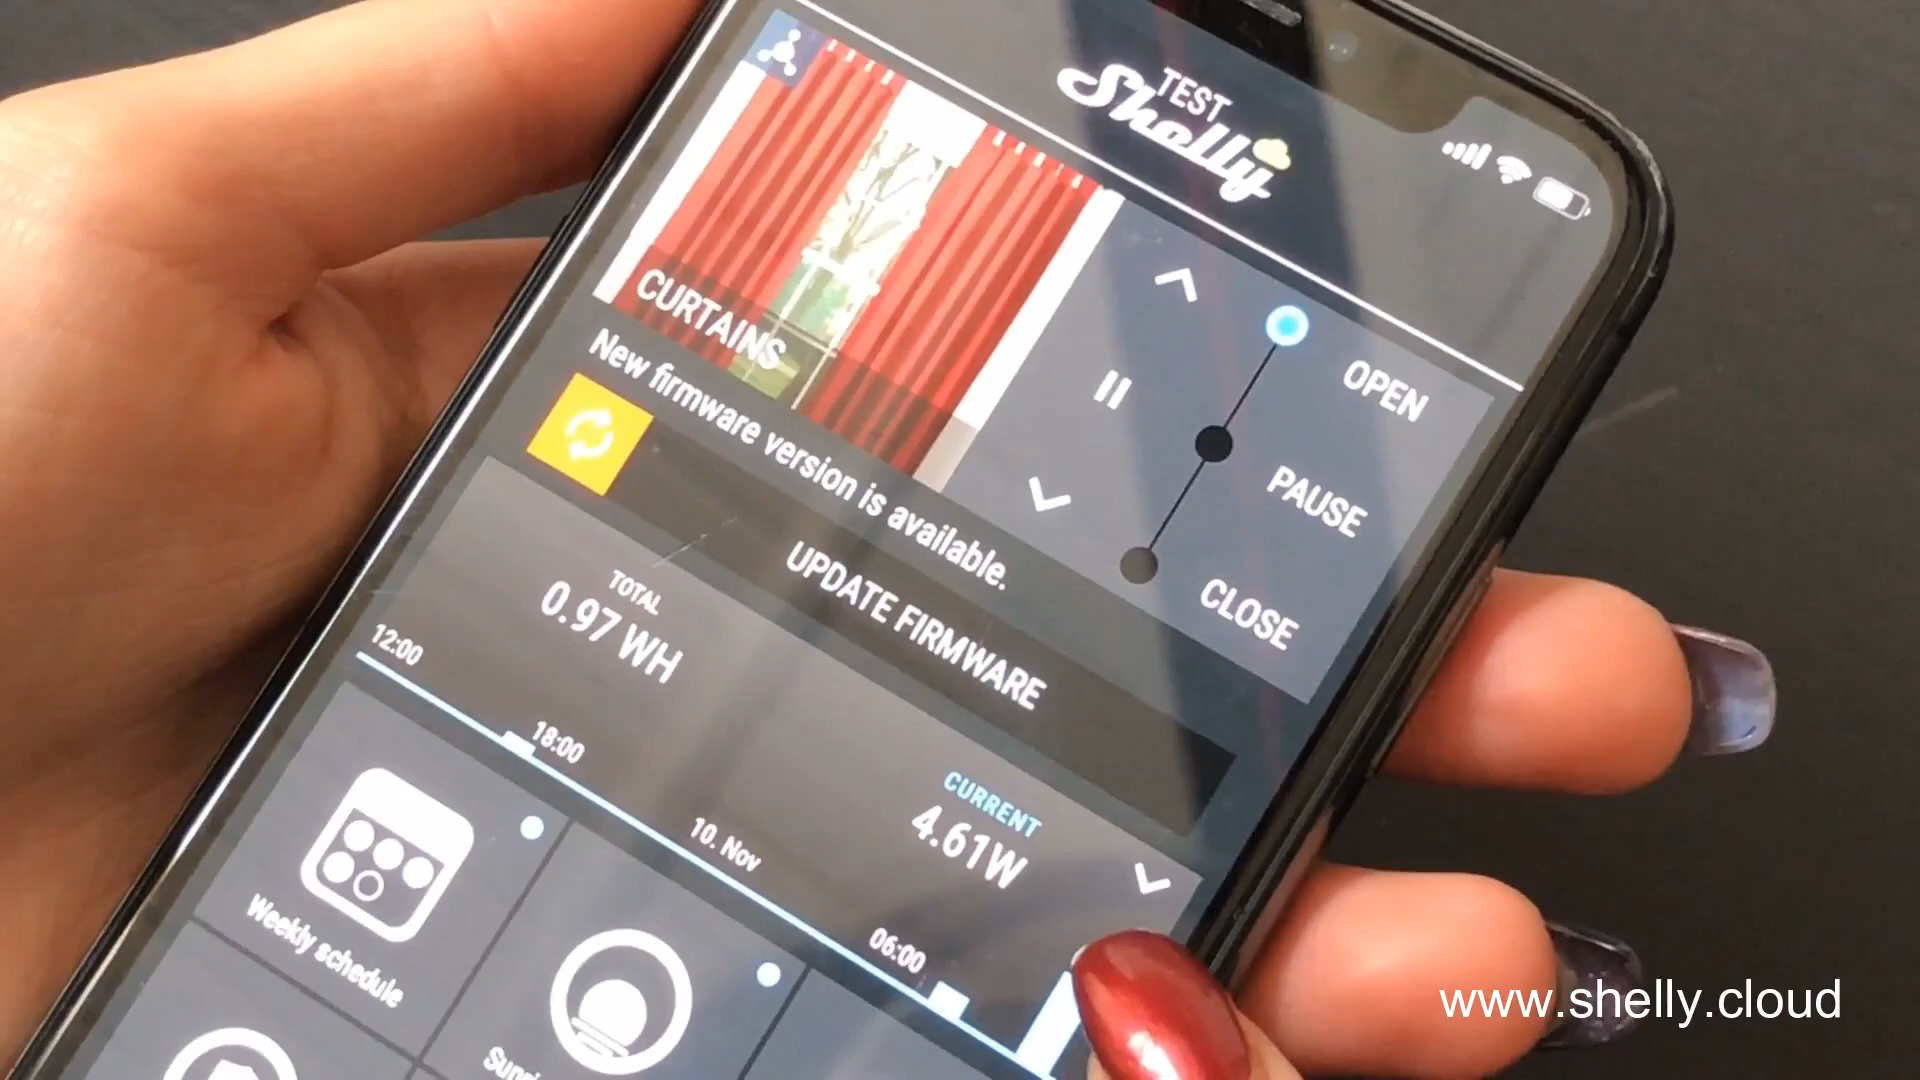 TEST
Shelly
CURTAINS
OPEN
PAUSE
CLOSE
New firmware version is available.
UPDATE FIRMWARE
TOTAL
0.97 WH
CURRENT
4.61W
12:00
18:00
10. Nov
06:00
Weekly schedule
www.shelly.cloud